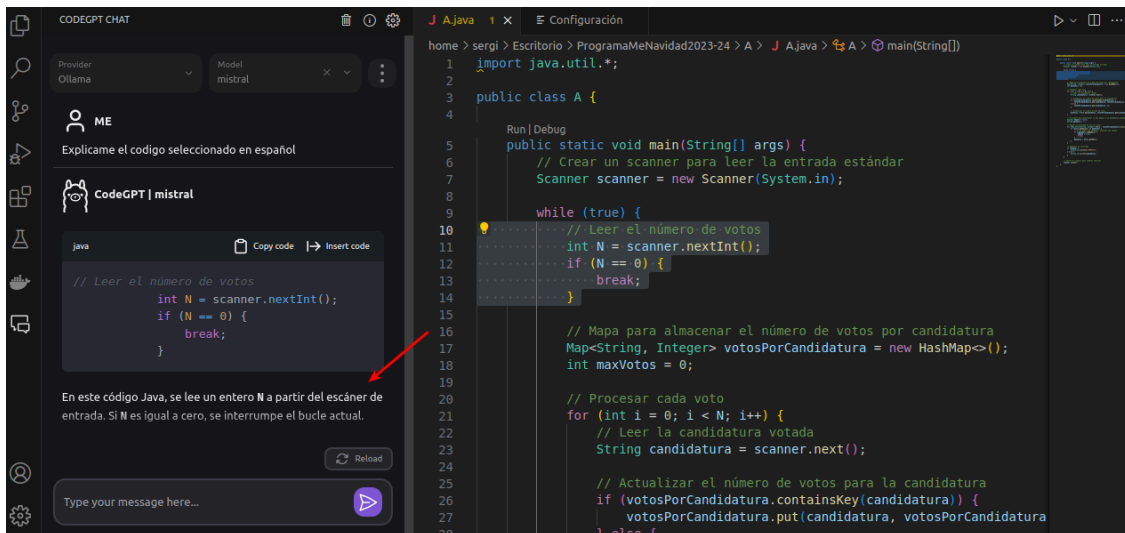 CODEGPT CHAT
Provider
Ollama
Model
mistral
ME
Explicame el codigo seleccionado en español
CodeGPT | mistral
java
Copy code
Insert code
// Leer el número de votos
int N = scanner.nextInt();
if (N == 0) {
break;
}
En este código Java, se lee un entero N a partir del escáner de
entrada. Si N es igual a cero, se interrumpe el bucle actual.
Reload
Type your message here...
J A.java 1
Configuración
home > sergi > Escritorio > ProgramaMeNavidad2023-24 > A > J A.java > A > main(String[])
1 import java.util.*;
2
3 public class A {
4
Run | Debug
5 public static void main(String[] args) {
6 // Crear un scanner para leer la entrada estándar
7 Scanner scanner = new Scanner(System.in);
8
9 while (true) {
10 // Leer el número de votos
11 int N = scanner.nextInt();
12 if (N == 0) {
13 break;
14 }
15
16 // Mapa para almacenar el número de votos por candidatura
17 Map<String, Integer> votosPorCandidatura = new HashMap<>();
18 int maxVotos = 0;
19
20 // Procesar cada voto
21 for (int i = 0; i < N; i++) {
22 // Leer la candidatura votada
23 String candidatura = scanner.next();
24
25 // Actualizar el número de votos para la candidatura
26 if (votosPorCandidatura.containsKey(candidatura)) {
27 votosPorCandidatura.put(candidatura, votosPorCandidatura
28 } else {